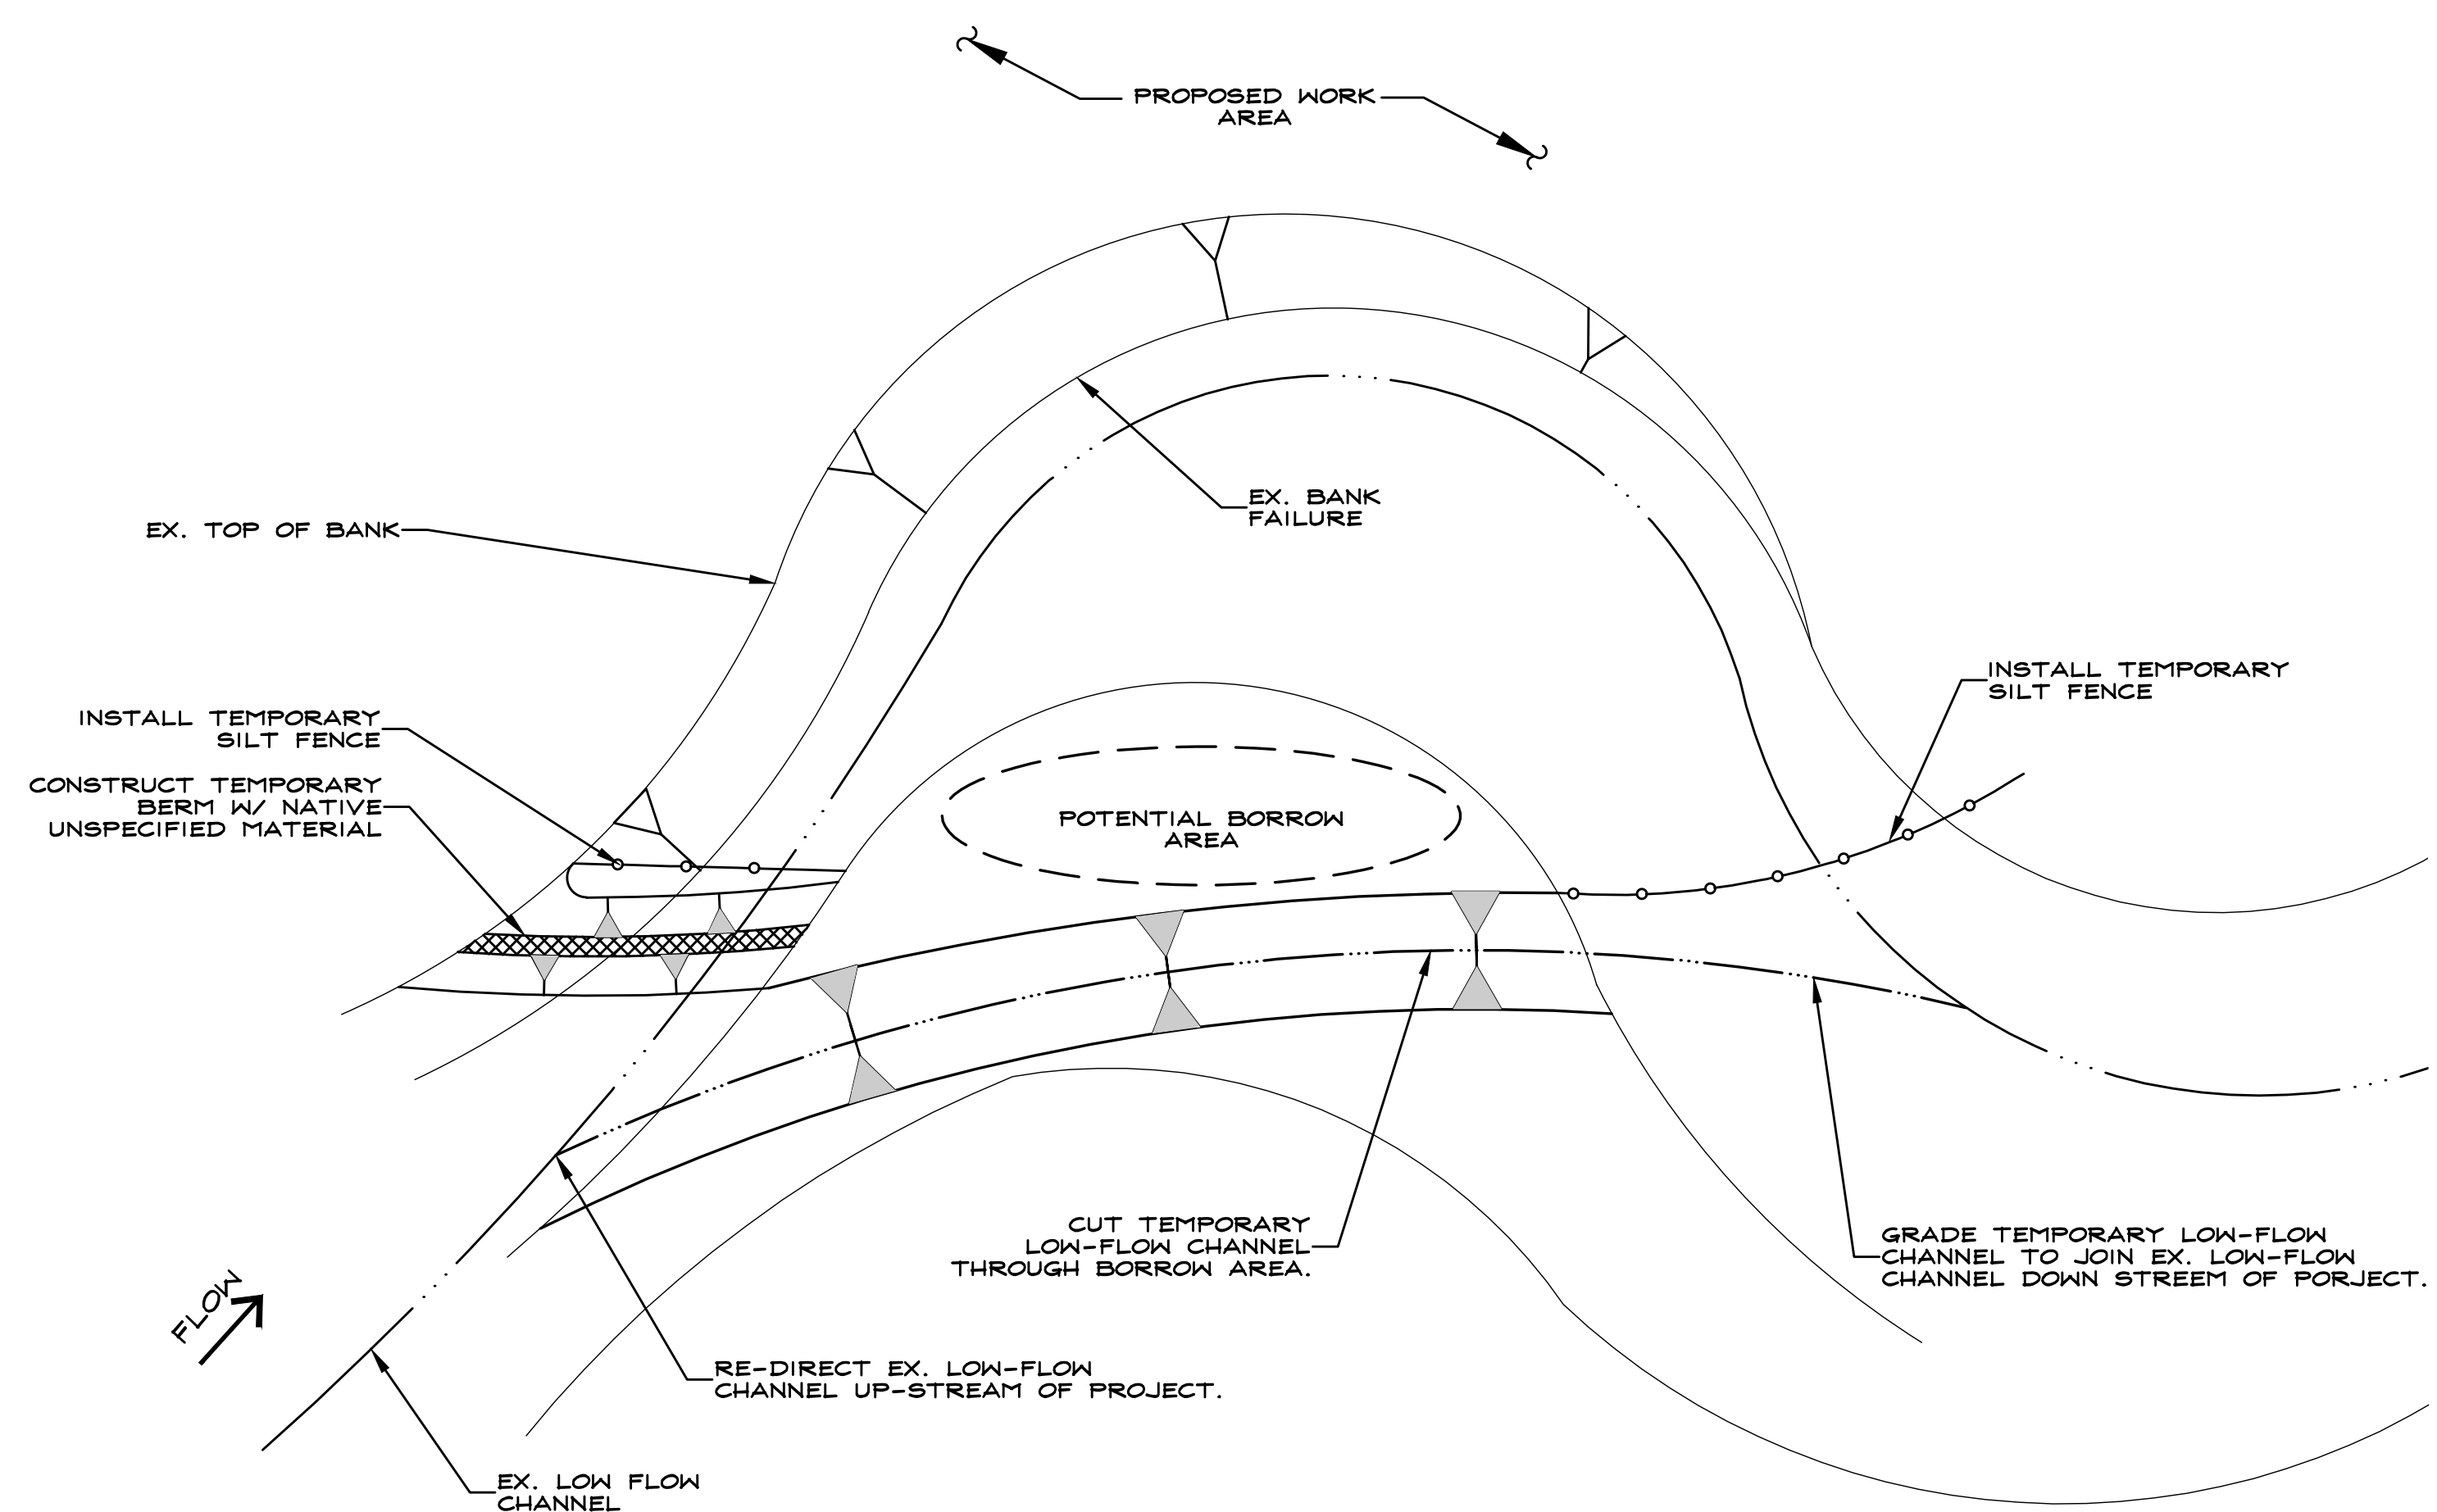 PROPOSED WORK
AREA
EX. BANK
FAILURE
EX. TOP OF BANK
INSTALL TEMPORARY
SILT FENCE
INSTALL TEMPORARY
SILT FENCE
CONSTRUCT TEMPORARY
BERM W/ NATIVE
UNSPECIFIED MATERIAL
POTENTIAL BORROW
AREA
CUT TEMPORARY
LOW-FLOW CHANNEL
THROUGH BORROW AREA.
GRADE TEMPORARY LOW-FLOW
CHANNEL TO JOIN EX. LOW-FLOW
CHANNEL DOWN STREEM OF PORJECT.
FLOW
RE-DIRECT EX. LOW-FLOW
CHANNEL UP-STREAM OF PROJECT.
EX. LOW FLOW
CHANNEL